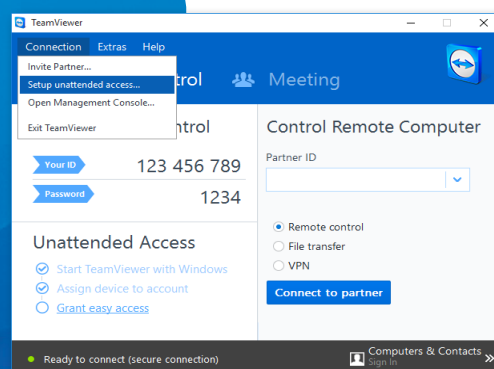 TeamViewer
Connection Extras Help
Invite Partner...
Setup unattended access...
Open Management Console...
Exit TeamViewer
trol
Meeting
ntrol
Your ID 123 456 789
Password 1234
Unattended Access
Start TeamViewer with Windows
Assign device to account
Grant easy access
Control Remote Computer
Partner ID
Remote control
File transfer
VPN
Connect to partner
Ready to connect (secure connection)
Computers & Contacts
Sign In